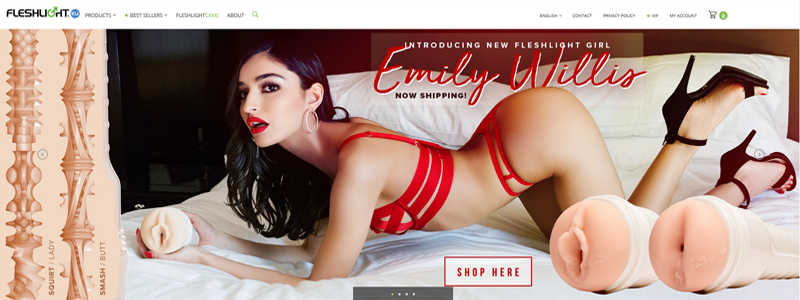 FLESHLIGHT EU
PRODUCTS
BEST SELLERS
FLESHLIGHTCAMS
ABOUT
ENGLISH
CONTACT
PRIVACY POLICY
VIP
MY ACCOUNT
0
INTRODUCING NEW FLESHLIGHT GIRL
Emily Willis
NOW SHIPPING!
SQUIRT / LADY
SMASH / BUTT
SHOP HERE